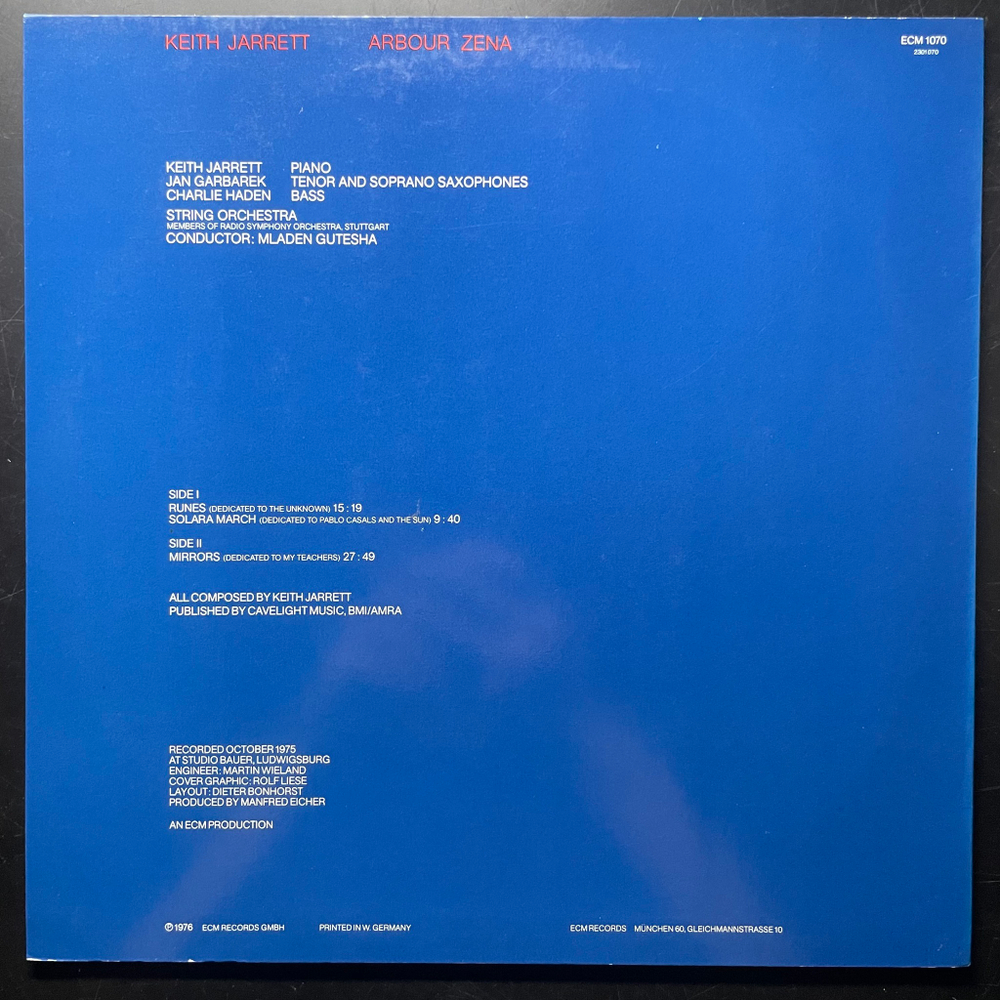 KEITH JARRETT ARBOUR ZENA
ECM 1070
2301070
KEITH JARRETT PIANO
JAN GARBAREK TENOR AND SOPRANO SAXOPHONES
CHARLIE HADEN BASS
STRING ORCHESTRA
MEMBERS OF RADIO SYMPHONY ORCHESTRA, STUTTGART
CONDUCTOR: MLADEN GUTESHA
SIDE I
RUNES (DEDICATED TO THE UNKNOWN) 15:19
SOLARA MARCH (DEDICATED TO PABLO CASALS AND THE SUN) 9:40
SIDE II
MIRRORS (DEDICATED TO MY TEACHERS) 27:49
ALL COMPOSED BY KEITH JARRETT
PUBLISHED BY CAVELIGHT MUSIC, BMI/AMRA
RECORDED OCTOBER 1975
AT STUDIO BAUER, LUDWIGSBURG
ENGINEER: MARTIN WIELAND
COVER GRAPHIC: ROLF LIESE
LAYOUT: DIETER BONHORST
PRODUCED BY MANFRED EICHER
AN ECM PRODUCTION
℗ 1976 ECM RECORDS GMBH PRINTED IN W. GERMANY ECM RECORDS MÜNCHEN 60, GLEICHMANNSTRASSE 10